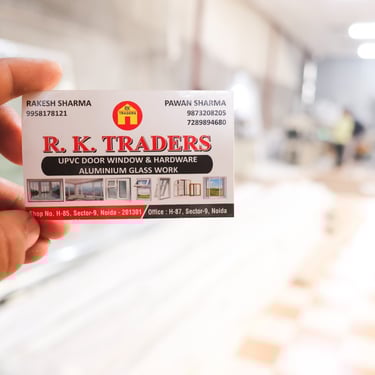 RAKESH SHARMA
9958178121
TRADERS
PAWAN SHARMA
9873208205
7289894680
R. K. TRADERS
UPVC DOOR WINDOW & HARDWARE
ALUMINIUM GLASS WORK
Shop No. H-85, Sector-9, Noida - 201301
Office : H-87, Sector-9, Noida